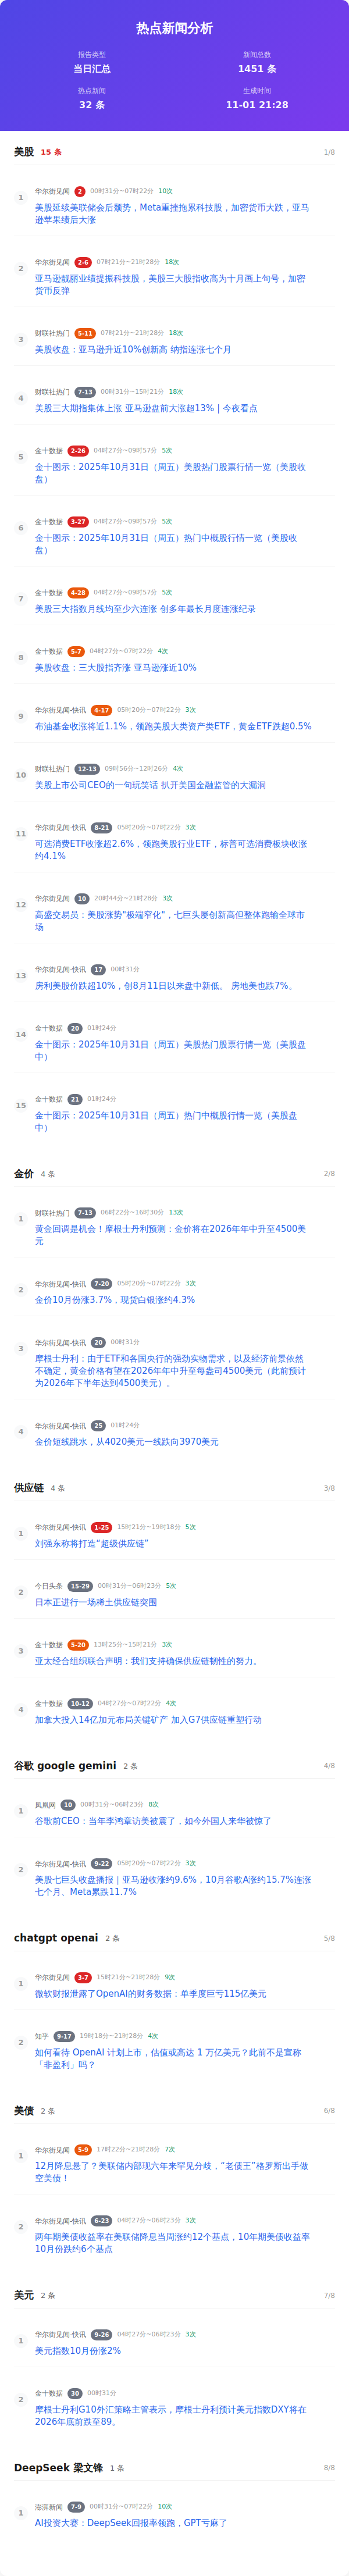 热点新闻分析
报告类型
新闻总数
当日汇总
1451 条
热点新闻
生成时间
32 条
11-01 21:28
美股 15 条 1/8
1
华尔街见闻 2 00时31分~07时22分 10次
美股延续美联储会后颓势，Meta重挫拖累科技股，加密货币大跌，亚马
逊苹果绩后大涨
2
华尔街见闻 2-6 07时21分~21时28分 18次
亚马逊靓丽业绩提振科技股，美股三大股指收高为十月画上句号，加密
货币反弹
3
财联社热门 5-11 07时21分~21时28分 18次
美股收盘：亚马逊升近10%创新高 纳指连涨七个月
4
财联社热门 7-13 00时31分~15时21分 18次
美股三大期指集体上涨 亚马逊盘前大涨超13% | 今夜看点
5
金十数据 2-26 04时27分~09时57分 5次
金十图示：2025年10月31日（周五）美股热门股票行情一览（美股收
盘）
6
金十数据 3-27 04时27分~09时57分 5次
金十图示：2025年10月31日（周五）热门中概股行情一览（美股收
盘）
7
金十数据 4-28 04时27分~09时57分 5次
美股三大指数月线均至少六连涨 创多年最长月度连涨纪录
8
金十数据 5-7 04时27分~07时22分 4次
美股收盘：三大股指齐涨 亚马逊涨近10%
9
华尔街见闻-快讯 4-17 05时20分~07时22分 3次
布油基金收涨将近1.1%，领跑美股大类资产类ETF，黄金ETF跌超0.5%
10
财联社热门 12-13 09时56分~12时26分 4次
美股上市公司CEO的一句玩笑话 扒开美国金融监管的大漏洞
11
华尔街见闻-快讯 8-21 05时20分~07时22分 3次
可选消费ETF收涨超2.6%，领跑美股行业ETF，标普可选消费板块收涨
约4.1%
12
华尔街见闻 10 20时44分~21时28分 3次
高盛交易员：美股涨势"极端窄化"，七巨头屡创新高但整体跑输全球市
场
13
华尔街见闻-快讯 17 00时31分
房利美股价跌超10%，创8月11日以来盘中新低。 房地美也跌7%。
14
金十数据 20 01时24分
金十图示：2025年10月31日（周五）美股热门股票行情一览（美股盘
中）
15
金十数据 21 01时24分
金十图示：2025年10月31日（周五）热门中概股行情一览（美股盘
中）
金价 4 条 2/8
1
财联社热门 7-13 06时22分~16时30分 13次
黄金回调是机会！摩根士丹利预测：金价将在2026年年中升至4500美
元
2
华尔街见闻-快讯 7-20 05时20分~07时22分 3次
金价10月份涨3.7%，现货白银涨约4.3%
3
华尔街见闻-快讯 20 00时31分
摩根士丹利：由于ETF和各国央行的强劲实物需求，以及经济前景依然
不确定，黄金价格有望在2026年年中升至每盎司4500美元（此前预计
为2026年下半年达到4500美元）。
4
华尔街见闻-快讯 25 01时24分
金价短线跳水，从4020美元一线跌向3970美元
供应链 4 条 3/8
1
华尔街见闻-快讯 1-25 15时21分~19时18分 5次
刘强东称将打造“超级供应链”
2
今日头条 15-29 00时31分~06时23分 5次
日本正进行一场稀土供应链突围
3
金十数据 5-20 13时25分~15时21分 3次
亚太经合组织联合声明：我们支持确保供应链韧性的努力。
4
金十数据 10-12 04时27分~07时22分 4次
加拿大投入14亿加元布局关键矿产 加入G7供应链重塑行动
谷歌 google gemini 2 条 4/8
1
凤凰网 10 00时31分~06时23分 8次
谷歌前CEO：当年李鸿章访美被震了，如今外国人来华被惊了
2
华尔街见闻-快讯 9-22 05时20分~07时22分 3次
美股七巨头收盘播报 | 亚马逊收涨约9.6%，10月谷歌A涨约15.7%连涨
七个月、Meta累跌11.7%
chatgpt openai 2 条 5/8
1
华尔街见闻 3-7 15时21分~21时28分 9次
微软财报泄露了OpenAI的财务数据：单季度巨亏115亿美元
2
知乎 9-17 19时18分~21时28分 4次
如何看待 OpenAI 计划上市，估值或高达 1 万亿美元？此前不是宣称
「非盈利」吗？
美债 2 条 6/8
1
华尔街见闻 5-9 17时22分~21时28分 7次
12月降息悬了？美联储内部现六年来罕见分歧，“老债王”格罗斯出手做
空美债！
2
华尔街见闻-快讯 6-23 04时27分~06时23分 3次
两年期美债收益率在美联储降息当周涨约12个基点，10年期美债收益率
10月份跌约6个基点
美元 2 条 7/8
1
华尔街见闻-快讯 9-26 04时27分~06时23分 3次
美元指数10月份涨2%
2
金十数据 30 00时31分
摩根士丹利G10外汇策略主管表示，摩根士丹利预计美元指数DXY将在
2026年底前跌至89。
DeepSeek 梁文锋 1 条 8/8
1
澎湃新闻 7-9 00时31分~07时22分 10次
AI投资大赛：DeepSeek回报率领跑，GPT亏麻了